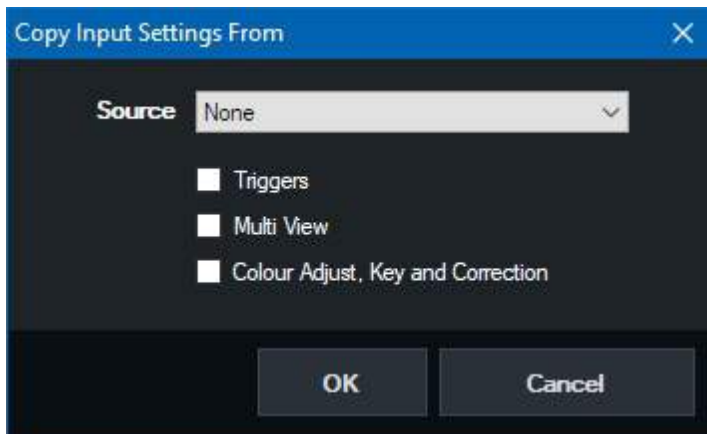 Copy Input Settings From
Source None
Triggers
Multi View
Colour Adjust, Key and Correction
OK Cancel